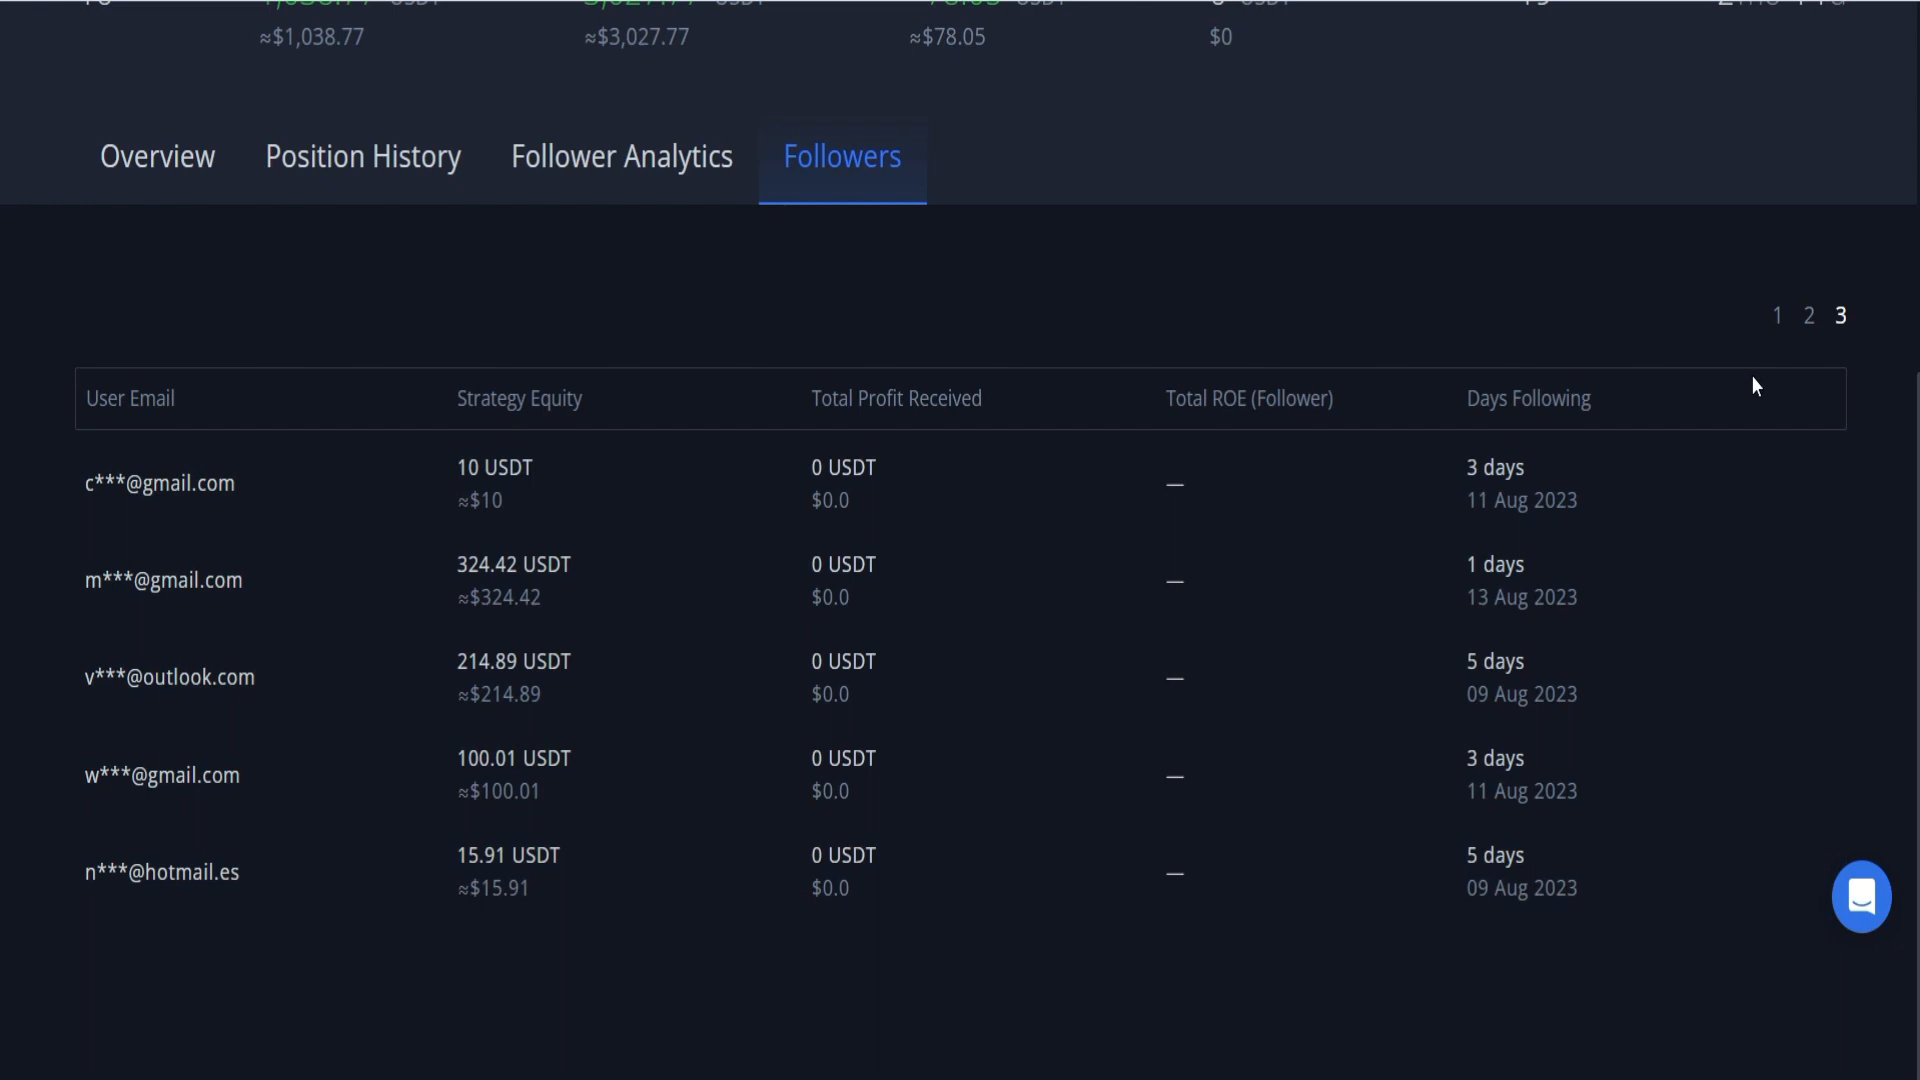 ≈$1,038.77 ≈$3,027.77 ≈$78.05 $0
Overview Position History Follower Analytics Followers
1 2 3
User Email Strategy Equity Total Profit Received Total ROE (Follower) Days Following
10 USDT 0 USDT 3 days
c***@gmail.com —
≈$10 $0.0 11 Aug 2023
324.42 USDT 0 USDT 1 days
m***@gmail.com —
≈$324.42 $0.0 13 Aug 2023
214.89 USDT 0 USDT 5 days
v***@outlook.com —
≈$214.89 $0.0 09 Aug 2023
100.01 USDT 0 USDT 3 days
w***@gmail.com —
≈$100.01 $0.0 11 Aug 2023
15.91 USDT 0 USDT 5 days
n***@hotmail.es —
≈$15.91 $0.0 09 Aug 2023